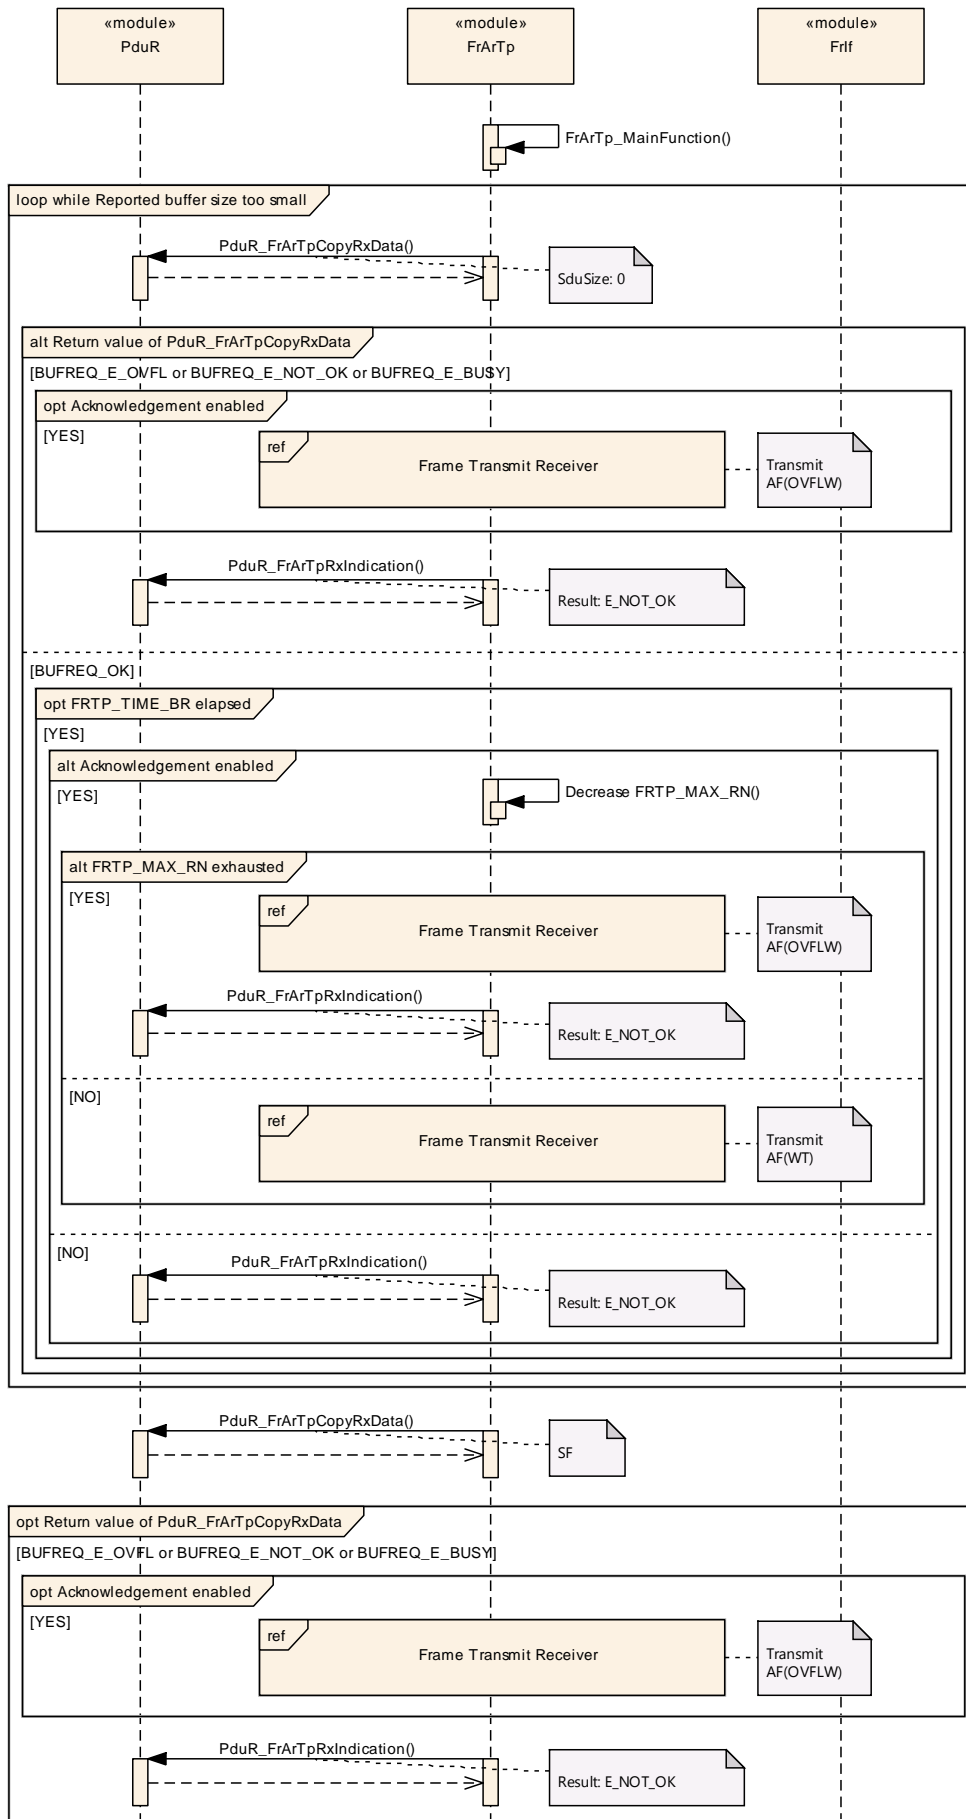 «module»
PduR
«module»
FrArTp
«module»
FrIf
FrArTp_MainFunction()
loop while Reported buffer size too small
PduR_FrArTpCopyRxData()
SduSize: 0
alt Return value of PduR_FrArTpCopyRxData
[BUFREQ_E_OVFL or BUFREQ_E_NOT_OK or BUFREQ_E_BUSY]
opt Acknowledgement enabled
[YES]
ref
Frame Transmit Receiver
Transmit
AF(OVFLW)
PduR_FrArTpRxIndication()
Result: E_NOT_OK
[BUFREQ_OK]
opt FRTP_TIME_BR elapsed
[YES]
alt Acknowledgement enabled
[YES]
Decrease FRTP_MAX_RN()
alt FRTP_MAX_RN exhausted
[YES]
ref
Frame Transmit Receiver
Transmit
AF(OVFLW)
PduR_FrArTpRxIndication()
Result: E_NOT_OK
[NO]
ref
Frame Transmit Receiver
Transmit
AF(WT)
[NO]
PduR_FrArTpRxIndication()
Result: E_NOT_OK
PduR_FrArTpCopyRxData()
SF
opt Return value of PduR_FrArTpCopyRxData
[BUFREQ_E_OVFL or BUFREQ_E_NOT_OK or BUFREQ_E_BUSY]
opt Acknowledgement enabled
[YES]
ref
Frame Transmit Receiver
Transmit
AF(OVFLW)
PduR_FrArTpRxIndication()
Result: E_NOT_OK